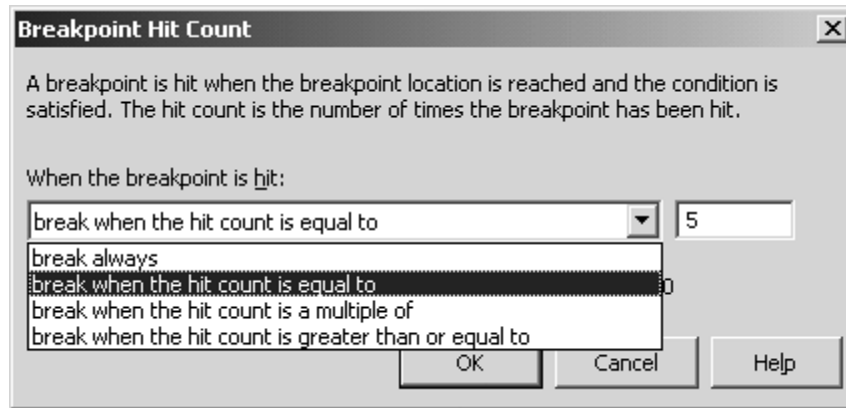 Breakpoint Hit Count
A breakpoint is hit when the breakpoint location is reached and the condition is
satisfied. The hit count is the number of times the breakpoint has been hit.
When the breakpoint is hit:
break when the hit count is equal to
5
break always
break when the hit count is equal to
break when the hit count is a multiple of
break when the hit count is greater than or equal to
OK
Cancel
Help